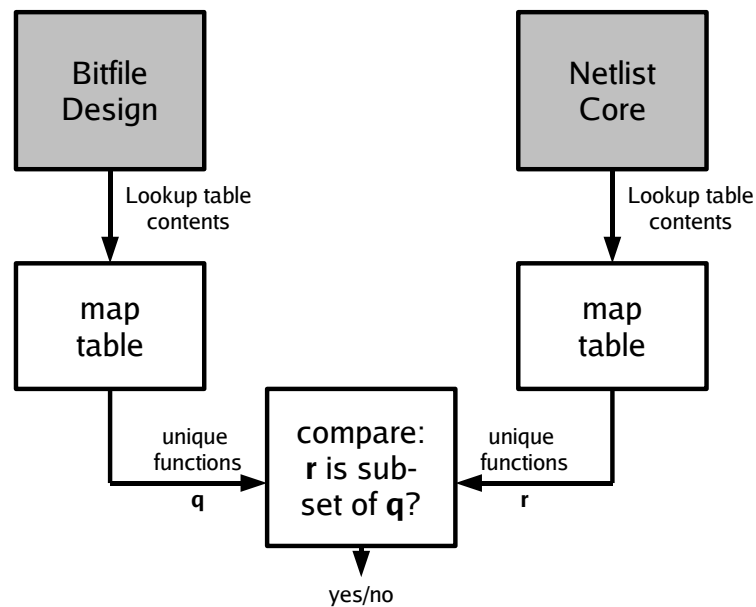 Bitfile
Design
Netlist
Core
Lookup table
contents
Lookup table
contents
map
table
map
table
unique
functions
q
compare:
r is sub-
set of q?
unique
functions
r
yes/no